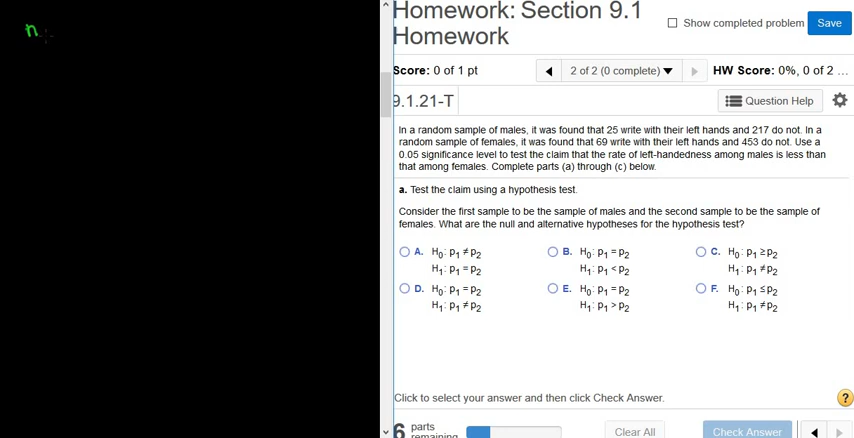 n
Homework: Section 9.1
Homework
Show completed problem Save
Score: 0 of 1 pt 2 of 2 (0 complete) HW Score: 0%, 0 of 2 ...
9.1.21-T Question Help
In a random sample of males, it was found that 25 write with their left hands and 217 do not. In a
random sample of females, it was found that 69 write with their left hands and 453 do not. Use a
0.05 significance level to test the claim that the rate of left-handedness among males is less than
that among females. Complete parts (a) through (c) below.
a. Test the claim using a hypothesis test.
Consider the first sample to be the sample of males and the second sample to be the sample of
females. What are the null and alternative hypotheses for the hypothesis test?
A. H₀: p₁ ≠ p₂ B. H₀: p₁ = p₂ C. H₀: p₁ ≥ p₂
H₁: p₁ = p₂ H₁: p₁ < p₂ H₁: p₁ ≠ p₂
D. H₀: p₁ = p₂ E. H₀: p₁ = p₂ F. H₀: p₁ ≤ p₂
H₁: p₁ ≠ p₂ H₁: p₁ > p₂ H₁: p₁ ≠ p₂
Click to select your answer and then click Check Answer. ?
6 parts
remaining Clear All Check Answer